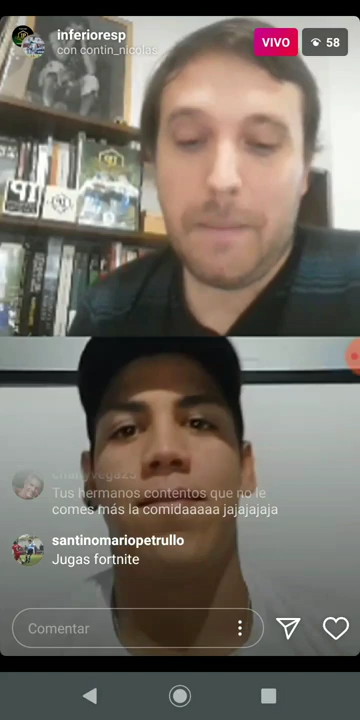 inferioresp
con contin_nicolas
VIVO
58
Tus hermanos contentos que no le
comes más la comidaaaaa jajajajaja
santinomariopetrullo
Jugas fortnite
Comentar